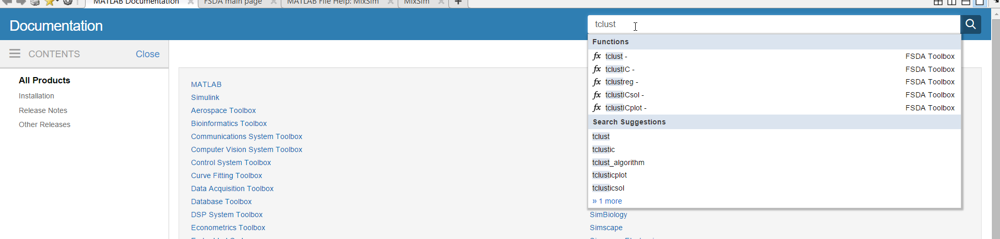 MATLAB Documentation
FSDA main page
MATLAB File Help: MixSim
MixSim
Documentation
tclust
CONTENTS
Close
All Products
Installation
Release Notes
Other Releases
MATLAB
Simulink
Aerospace Toolbox
Bioinformatics Toolbox
Communications System Toolbox
Computer Vision System Toolbox
Control System Toolbox
Curve Fitting Toolbox
Data Acquisition Toolbox
Database Toolbox
DSP System Toolbox
Econometrics Toolbox
Functions
fx tclust - FSDA Toolbox
fx tclustIC - FSDA Toolbox
fx tclustreg - FSDA Toolbox
fx tclustICsol - FSDA Toolbox
fx tclustICplot - FSDA Toolbox
Search Suggestions
tclust
tclustic
tclust_algorithm
tclusticplot
tclusticsol
» 1 more
SimBiology
Simscape